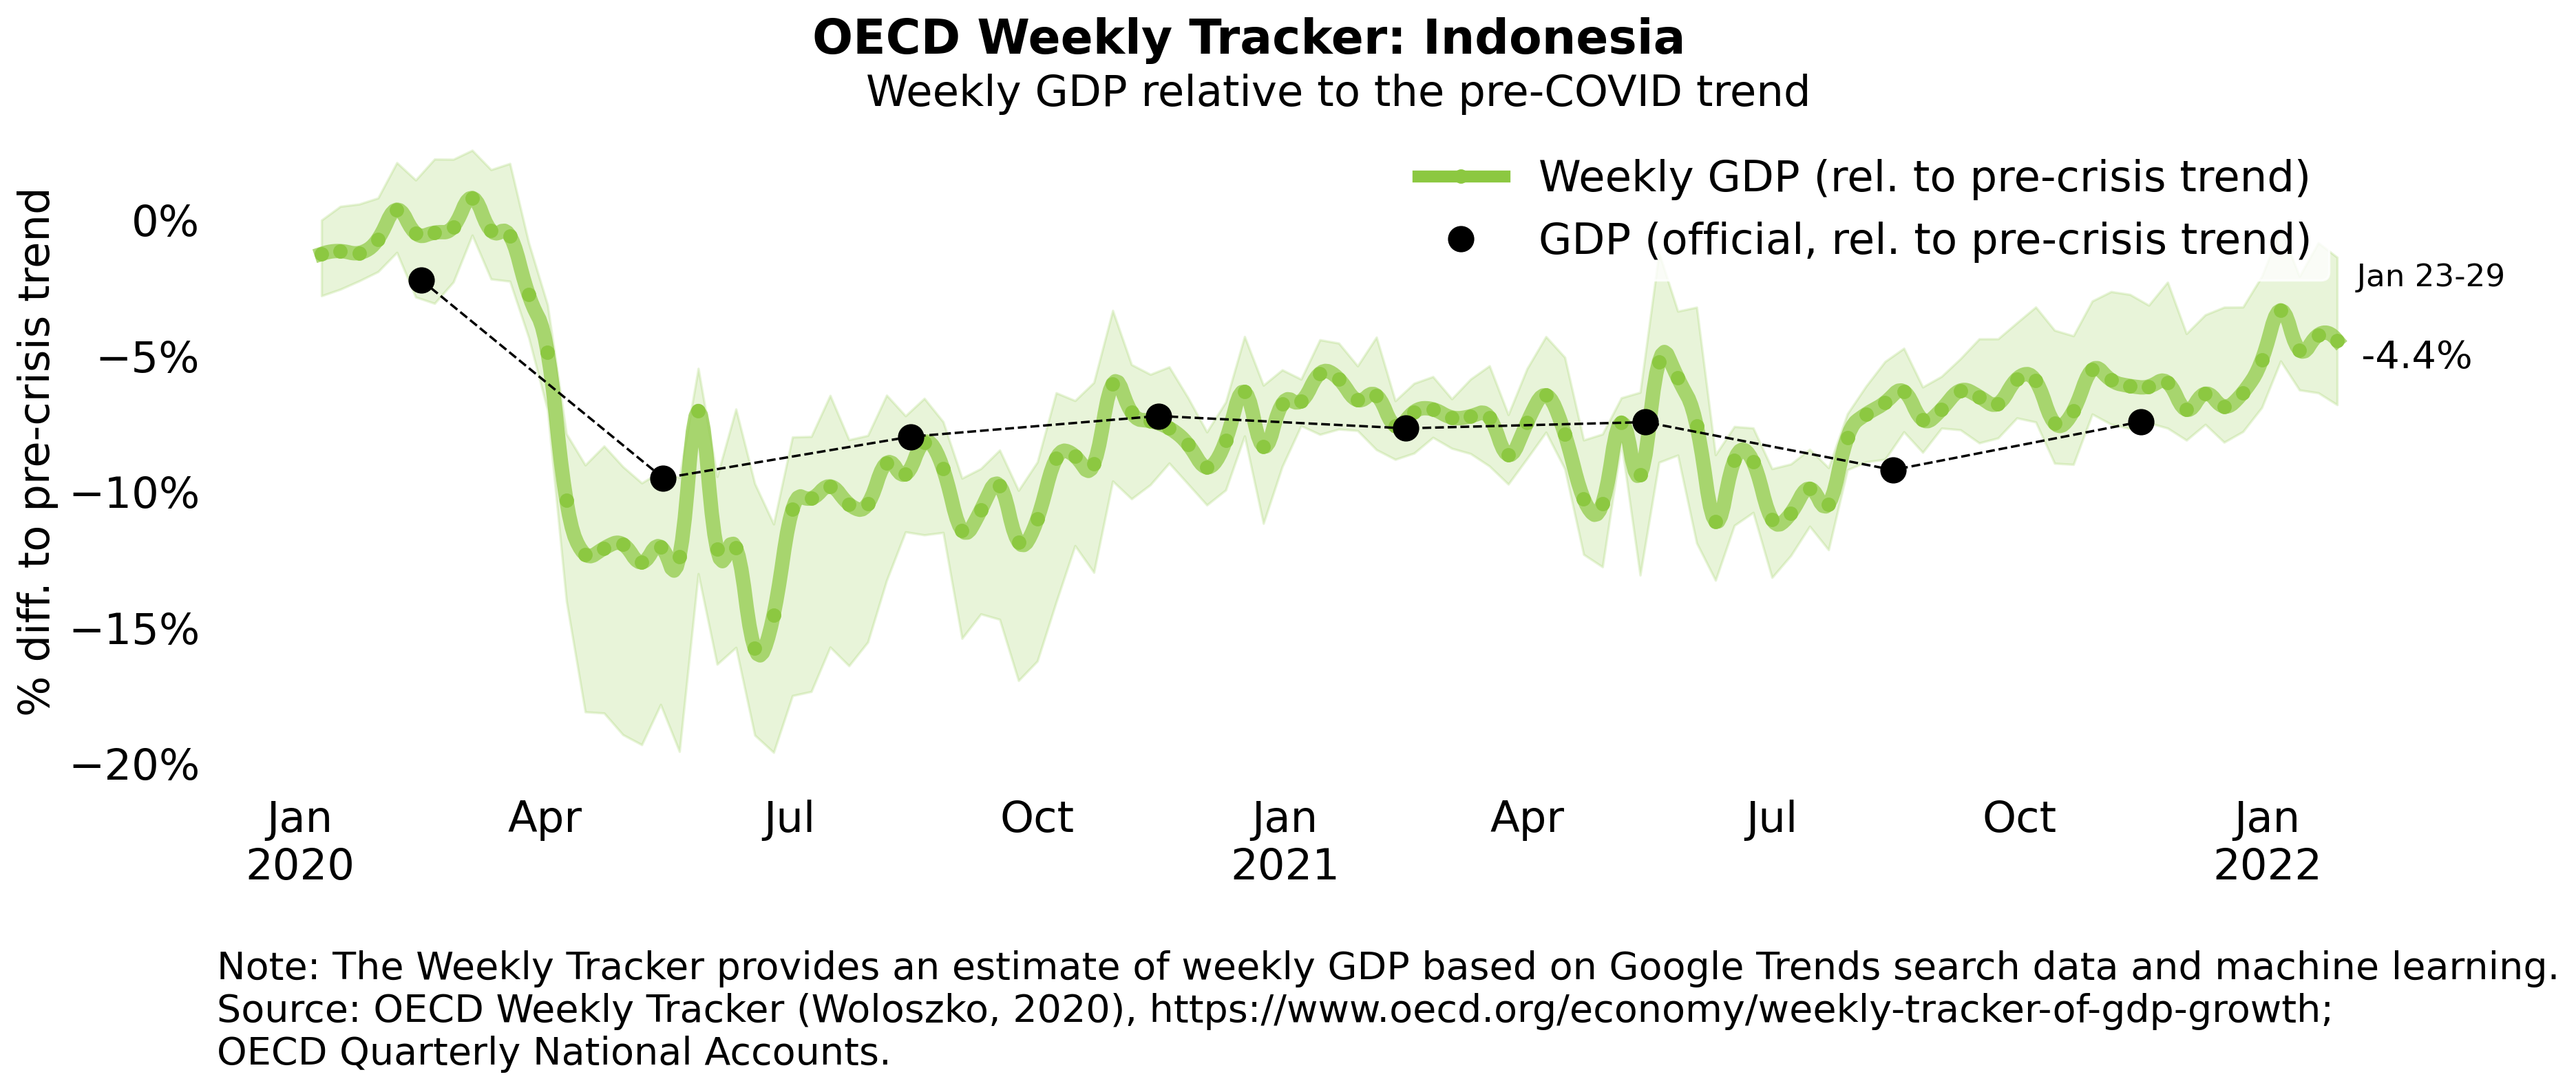 OECD Weekly Tracker: Indonesia
Weekly GDP relative to the pre-COVID trend
Weekly GDP (rel. to pre-crisis trend)
GDP (official, rel. to pre-crisis trend)
% diff. to pre-crisis trend
0%
−5%
−10%
−15%
−20%
Jan 23-29
-4.4%
Jan Apr Jul Oct Jan Apr Jul Oct Jan
2020 2021 2022
Note: The Weekly Tracker provides an estimate of weekly GDP based on Google Trends search data and machine learning.
Source: OECD Weekly Tracker (Woloszko, 2020), https://www.oecd.org/economy/weekly-tracker-of-gdp-growth;
OECD Quarterly National Accounts.